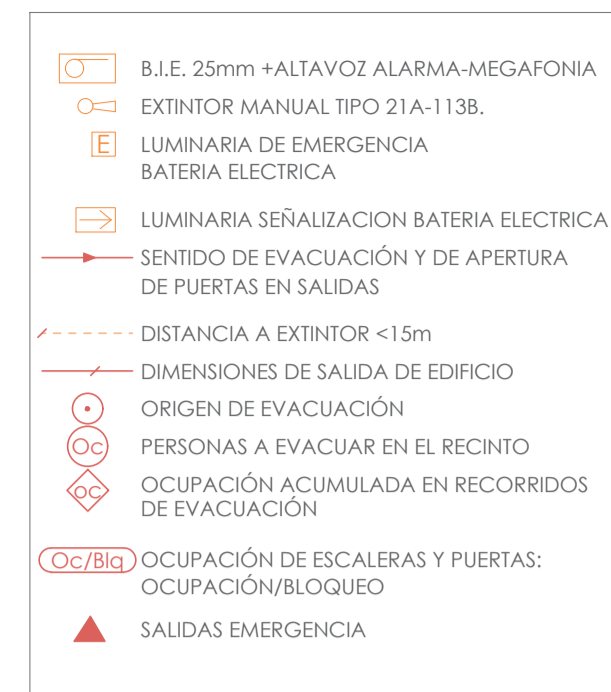 B.I.E. 25mm +ALTAVOZ ALARMA-MEGAFONIA
EXTINTOR MANUAL TIPO 21A-113B.
E LUMINARIA DE EMERGENCIA
BATERIA ELECTRICA
LUMINARIA SEÑALIZACION BATERIA ELECTRICA
SENTIDO DE EVACUACIÓN Y DE APERTURA
DE PUERTAS EN SALIDAS
DISTANCIA A EXTINTOR <15m
DIMENSIONES DE SALIDA DE EDIFICIO
ORIGEN DE EVACUACIÓN
Oc PERSONAS A EVACUAR EN EL RECINTO
oc OCUPACIÓN ACUMULADA EN RECORRIDOS
DE EVACUACIÓN
Oc/Blq OCUPACIÓN DE ESCALERAS Y PUERTAS:
OCUPACIÓN/BLOQUEO
SALIDAS EMERGENCIA